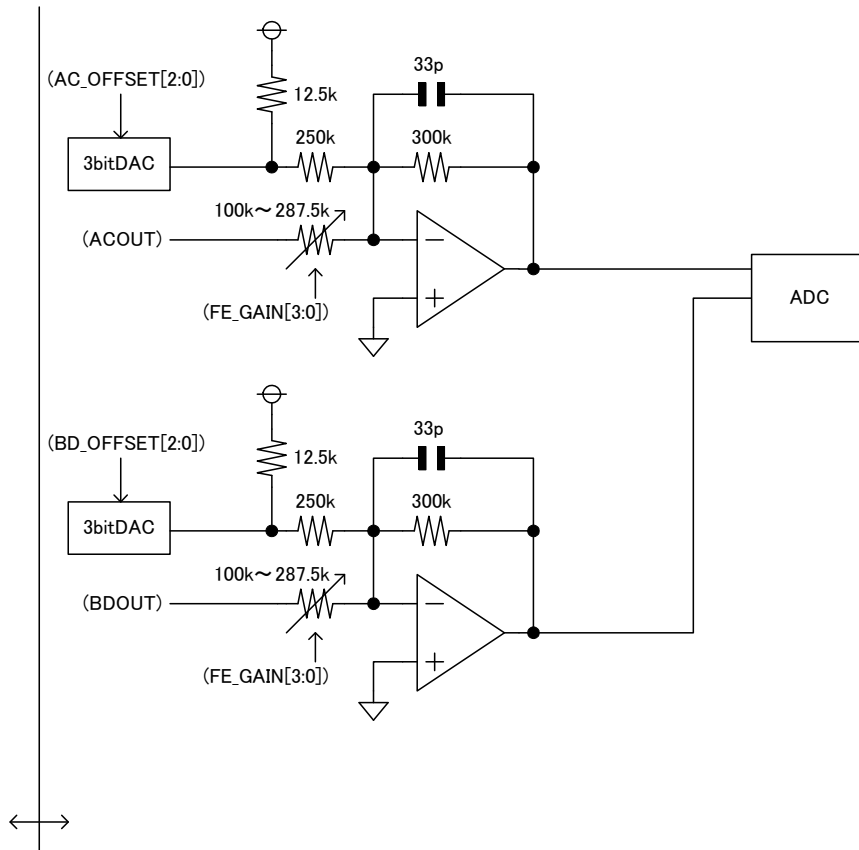 (AC_OFFSET[2:0])
12.5k
33p
3bitDAC
250k
300k
100k～287.5k
(ACOUT)
−
+
(FE_GAIN[3:0])
ADC
(BD_OFFSET[2:0])
12.5k
33p
3bitDAC
250k
300k
100k～287.5k
(BDOUT)
−
+
(FE_GAIN[3:0])